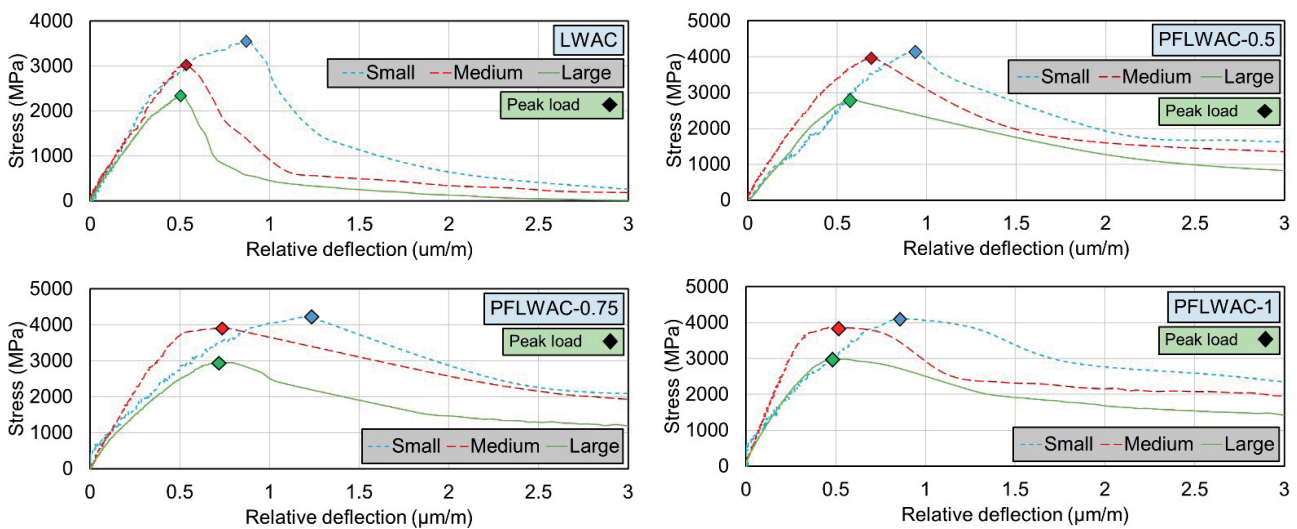 LWAC
Small Medium Large
Peak load
Stress (MPa)
4000
3000
2000
1000
0
0 0.5 1 1.5 2 2.5 3
Relative deflection (um/m)
PFLWAC-0.5
Small Medium Large
Peak load
Stress (MPa)
5000
4000
3000
2000
1000
0
0 0.5 1 1.5 2 2.5 3
Relative deflection (um/m)
PFLWAC-0.75
Peak load
Small Medium Large
Stress (MPa)
5000
4000
3000
2000
1000
0
0 0.5 1 1.5 2 2.5 3
Relative deflection (µm/m)
PFLWAC-1
Peak load
Small Medium Large
Stress (MPa)
5000
4000
3000
2000
1000
0
0 0.5 1 1.5 2 2.5 3
Relative deflection (µm/m)